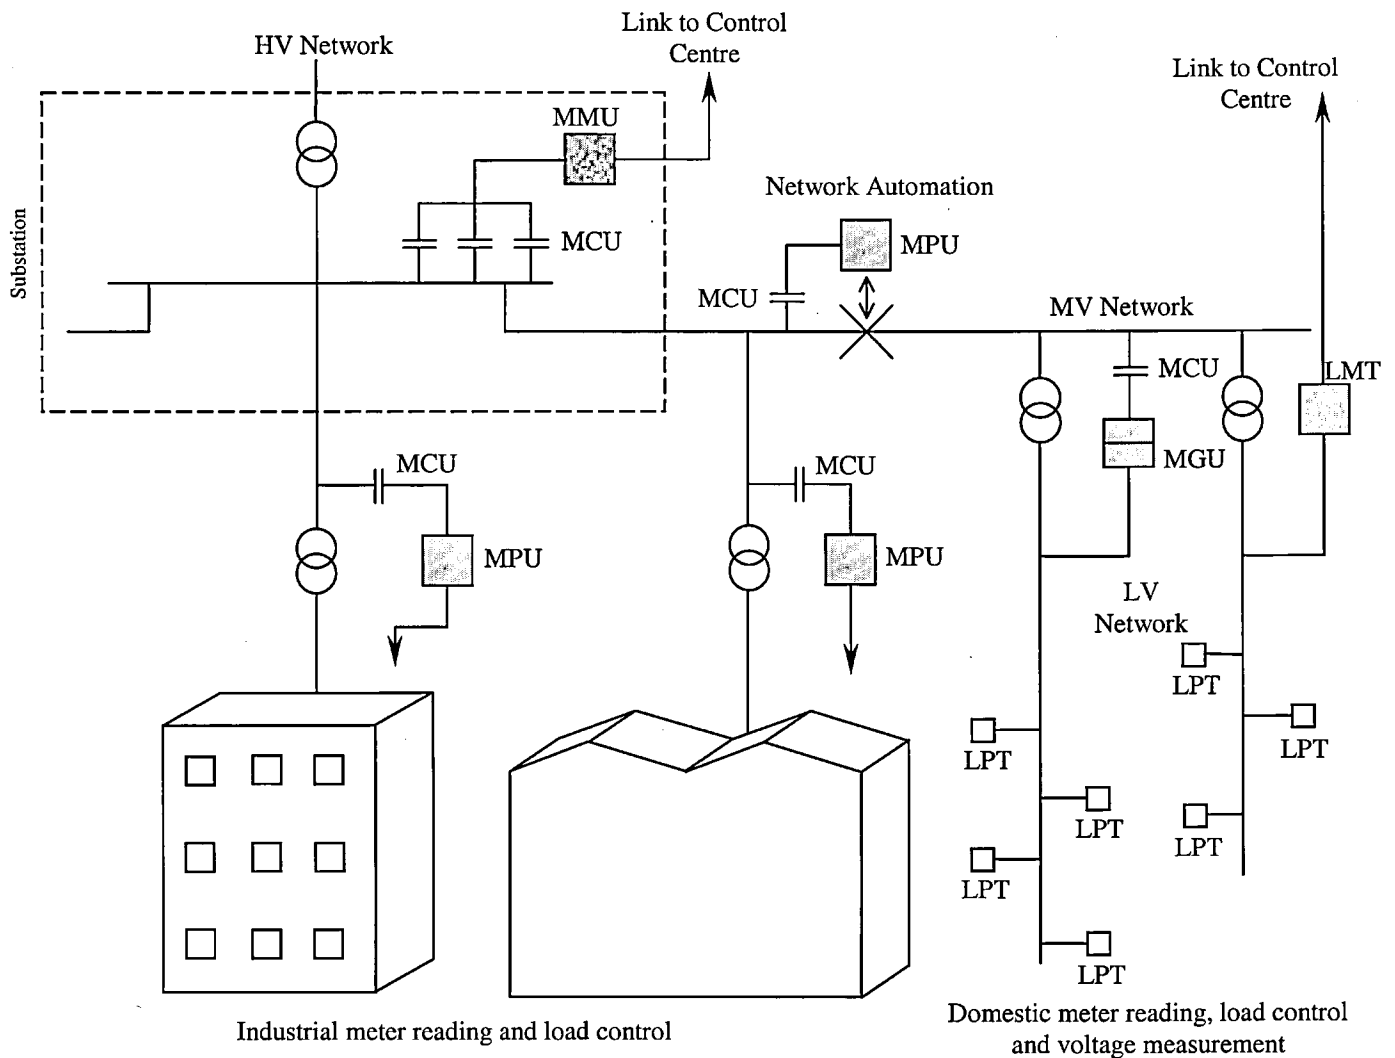 HV Network
Link to Control
Centre
Link to Control
Centre
MMU
Substation
MCU
Network Automation
MPU
MCU
MV Network
MCU
LMT
MGU
MCU
MPU
MCU
MPU
LV
Network
LPT
LPT
LPT
LPT
LPT
LPT
LPT
Industrial meter reading and load control
Domestic meter reading, load control
and voltage measurement